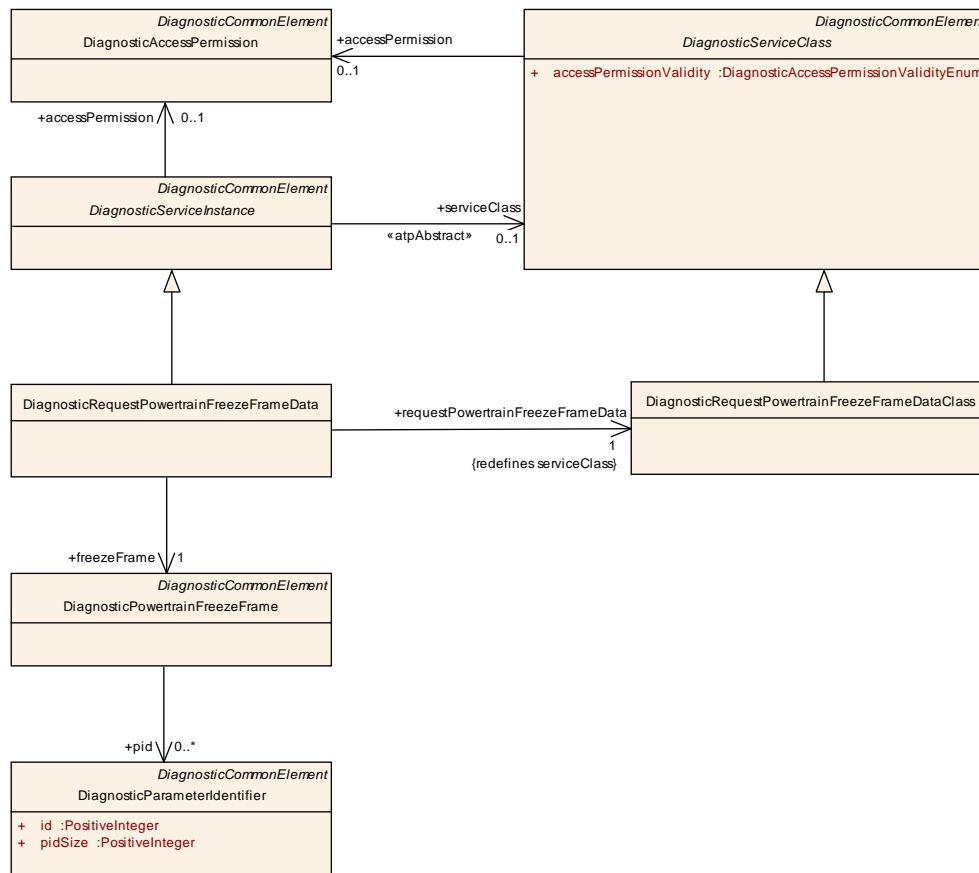 DiagnosticCommonElement
DiagnosticAccessPermission
+accessPermission
0..1
DiagnosticCommonElement
DiagnosticServiceClass
+ accessPermissionValidity :DiagnosticAccessPermissionValidityEnum
+accessPermission
0..1
DiagnosticCommonElement
DiagnosticServiceInstance
+serviceClass
«atpAbstract»
0..1
DiagnosticRequestPowertrainFreezeFrameData
+requestPowertrainFreezeFrameData
1
{redefines serviceClass}
DiagnosticRequestPowertrainFreezeFrameDataClass
+freezeFrame
1
DiagnosticCommonElement
DiagnosticPowertrainFreezeFrame
+pid
0..*
DiagnosticCommonElement
DiagnosticParameterIdentifier
+ id :PositiveInteger
+ pidSize :PositiveInteger